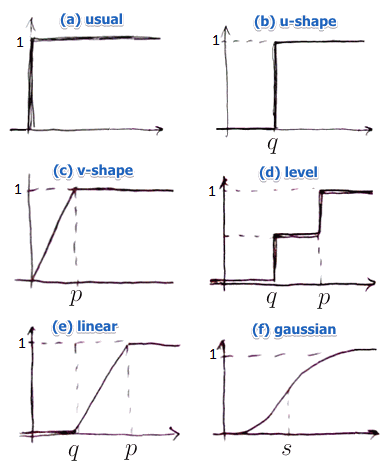 (a) usual
1
(b) u-shape
1
q
(c) v-shape
1
p
(d) level
1
q p
(e) linear
1
q p
(f) gaussian
1
s